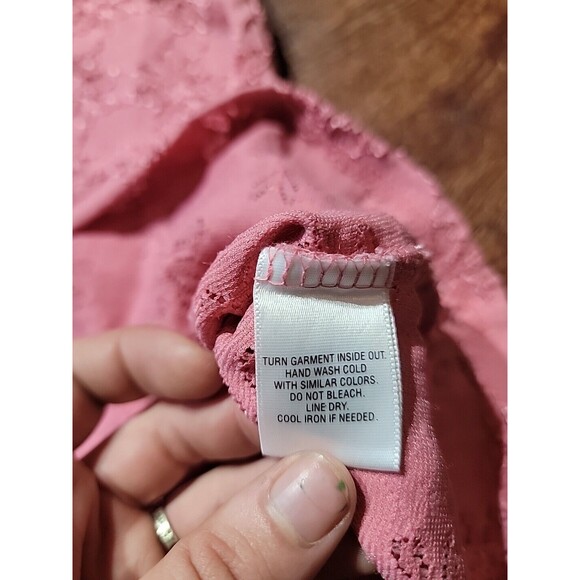 TURN GARMENT INSIDE OUT.
HAND WASH COLD
WITH SIMILAR COLORS.
DO NOT BLEACH.
LINE DRY.
COOL IRON IF NEEDED.